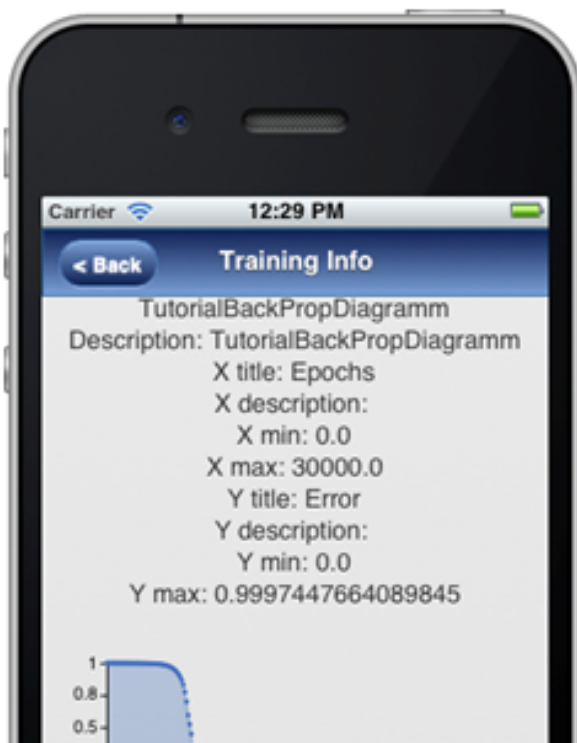 Carrier 12:29 PM
< Back Training Info
TutorialBackPropDiagramm
Description: TutorialBackPropDiagramm
X title: Epochs
X description:
X min: 0.0
X max: 30000.0
Y title: Error
Y description:
Y min: 0.0
Y max: 0.9997447664089845
1
0.8
0.5